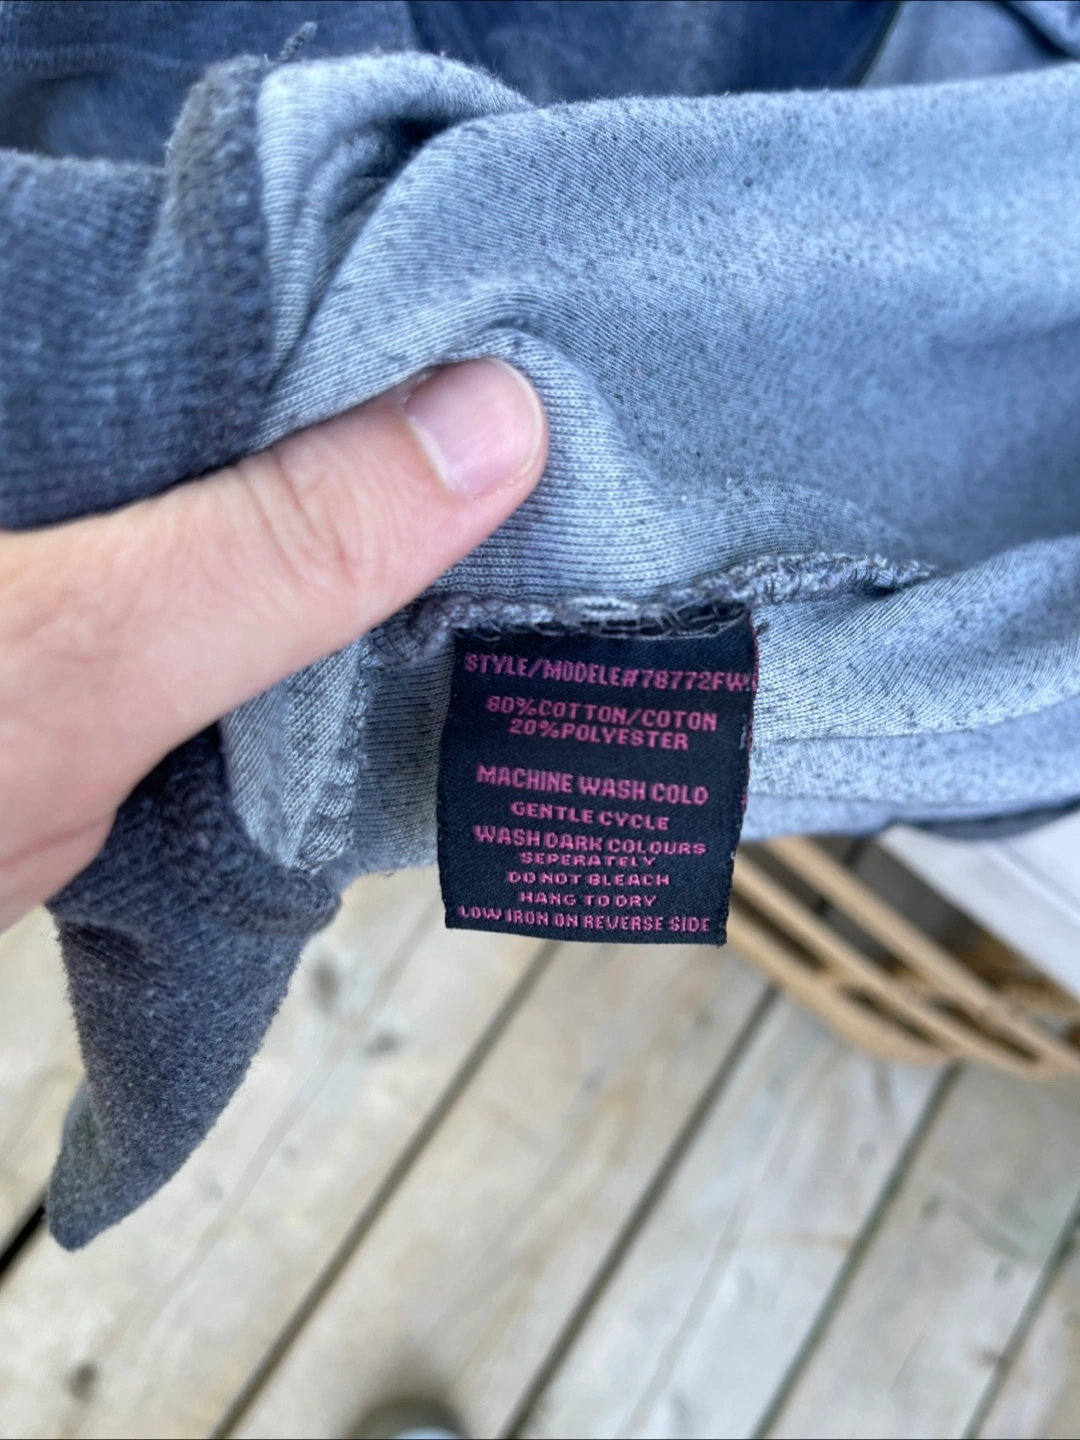 STYLE/MODELE#78772FW
80%COTTON/COTON
20%POLYESTER
MACHINE WASH COLD
GENTLE CYCLE
WASH DARK COLOURS
SEPERATELY
DO NOT BLEACH
HANG TO DRY
LOW IRON ON REVERSE SIDE